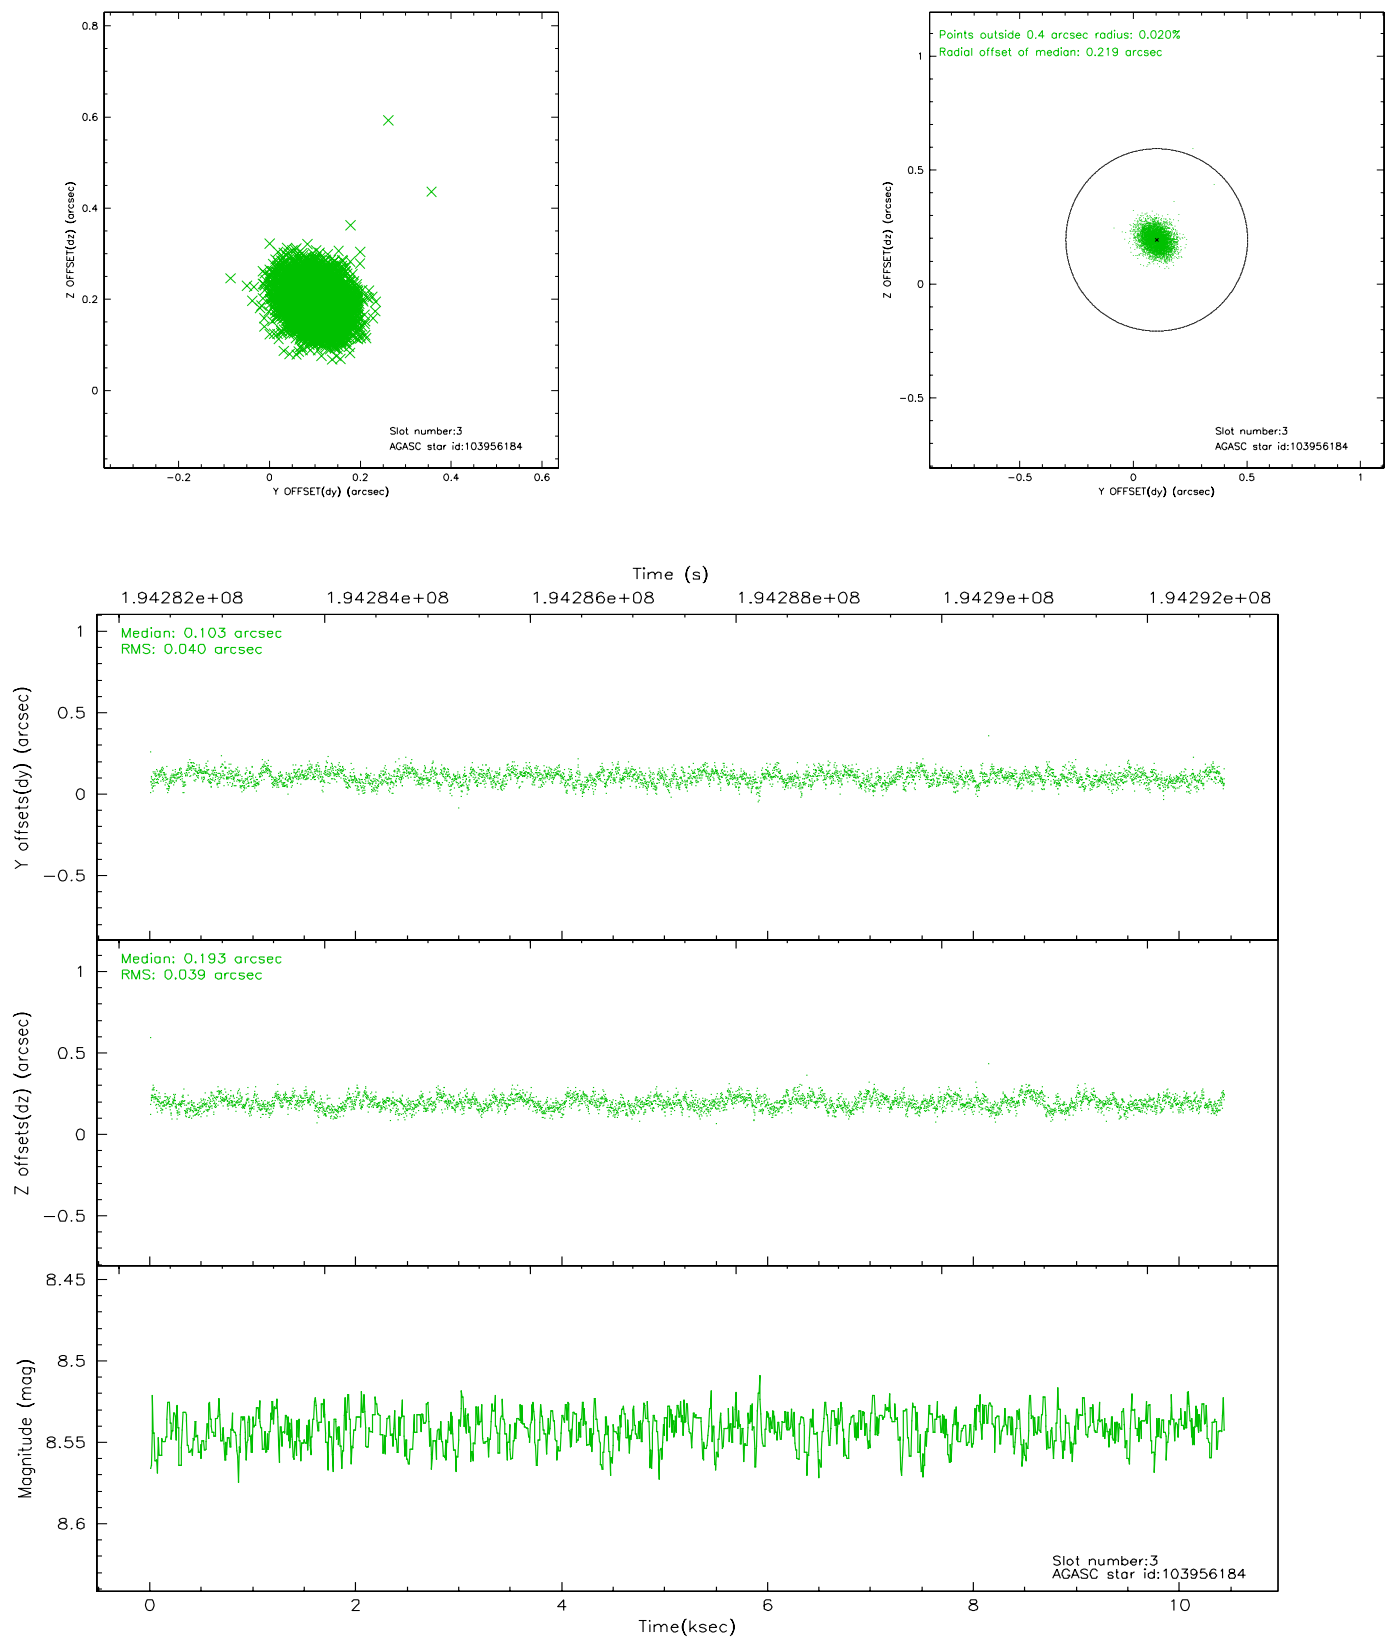 0.8
0.6
0.4
0.2
0
Z OFFSET(dz) (arcsec)
Slot number:3
AGASC star id:103956184
-0.2 0 0.2 0.4 0.6
Y OFFSET(dy) (arcsec)
Points outside 0.4 arcsec radius: 0.020%
Radial offset of median: 0.219 arcsec
1
0.5
0
-0.5
Z OFFSET(dz) (arcsec)
Slot number:3
AGASC star id:103956184
-0.5 0 0.5 1
Y OFFSET(dy) (arcsec)
Time (s)
1.94282e+08 1.94284e+08 1.94286e+08 1.94288e+08 1.9429e+08 1.94292e+08
Median: 0.103 arcsec
RMS: 0.040 arcsec
1
0.5
0
-0.5
Y offsets(dy) (arcsec)
Median: 0.193 arcsec
RMS: 0.039 arcsec
1
0.5
0
-0.5
Z offsets(dz) (arcsec)
8.45
8.5
8.55
8.6
Magnitude (mag)
Slot number:3
AGASC star id:103956184
0 2 4 6 8 10
Time(ksec)